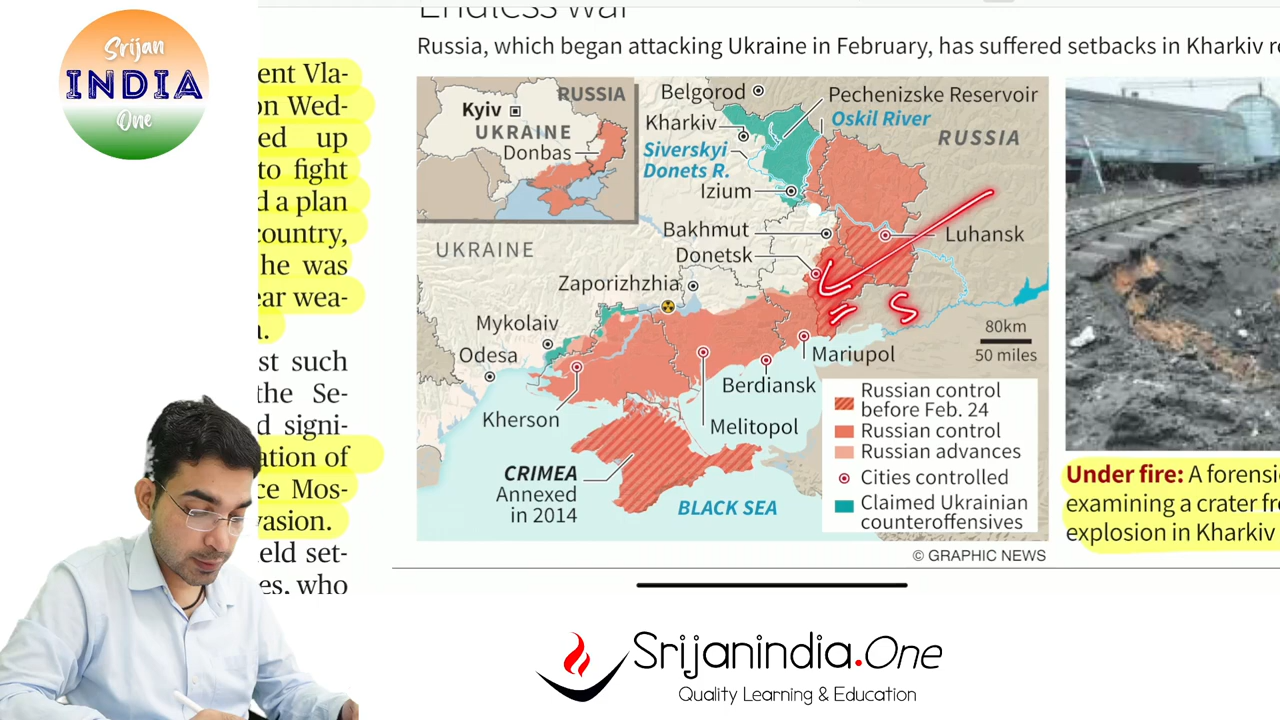 Srijan
INDIA
One
ent Vla-
on Wed-
ed up
to fight
d a plan
country,
he was
ear wea-
st such
the Se-
d signi-
ation of
ce Mos-
vasion.
eld set-
es, who
Endless war
Russia, which began attacking Ukraine in February, has suffered setbacks in Kharkiv
RUSSIA
Kyiv
UKRAINE
Donbas
Belgorod
Pechenizske Reservoir
Kharkiv
Oskil River
RUSSIA
Siverskyi
Donets R.
Izium
Bakhmut
Luhansk
UKRAINE
Donetsk
Zaporizhzhia
Mykolaiv
80km
Odesa
50 miles
Mariupol
Berdiansk
Kherson
Melitopol
CRIMEA
Annexed
in 2014
BLACK SEA
Russian control
before Feb. 24
Russian control
Russian advances
Cities controlled
Claimed Ukrainian
counteroffensives
© GRAPHIC NEWS
Under fire: A forensi
examining a crater
explosion in Kharkiv
Srijanindia.One
Quality Learning & Education